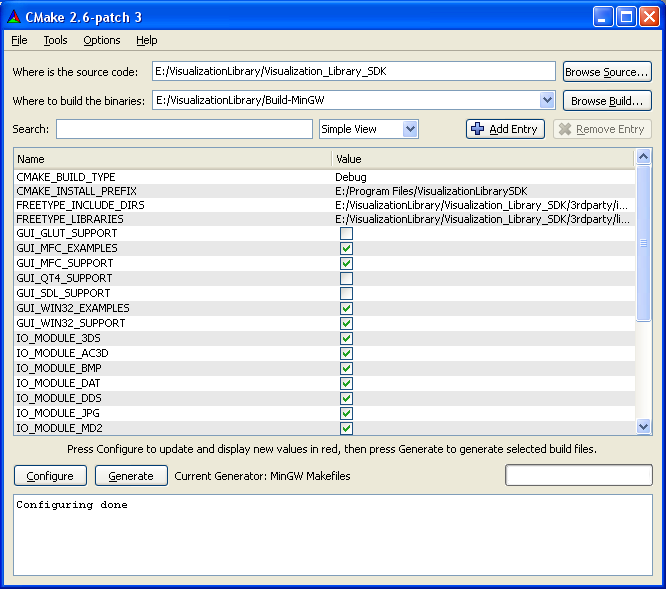 CMake 2.6-patch 3
File Tools Options Help
Where is the source code: E:/VisualizationLibrary/Visualization_Library_SDK Browse Source...
Where to build the binaries: E:/VisualizationLibrary/Build-MinGW Browse Build...
Search: Simple View Add Entry Remove Entry
Name Value
CMAKE_BUILD_TYPE Debug
CMAKE_INSTALL_PREFIX E:/Program Files/VisualizationLibrarySDK
FREETYPE_INCLUDE_DIRS E:/VisualizationLibrary/Visualization_Library_SDK/3rdparty/i...
FREETYPE_LIBRARIES E:/VisualizationLibrary/Visualization_Library_SDK/3rdparty/li...
GUI_GLUT_SUPPORT
GUI_MFC_EXAMPLES
GUI_MFC_SUPPORT
GUI_QT4_SUPPORT
GUI_SDL_SUPPORT
GUI_WIN32_EXAMPLES
GUI_WIN32_SUPPORT
IO_MODULE_3DS
IO_MODULE_AC3D
IO_MODULE_BMP
IO_MODULE_DAT
IO_MODULE_DDS
IO_MODULE_JPG
IO_MODULE_MD2
Press Configure to update and display new values in red, then press Generate to generate selected build files.
Configure Generate Current Generator: MinGW Makefiles
Configuring done